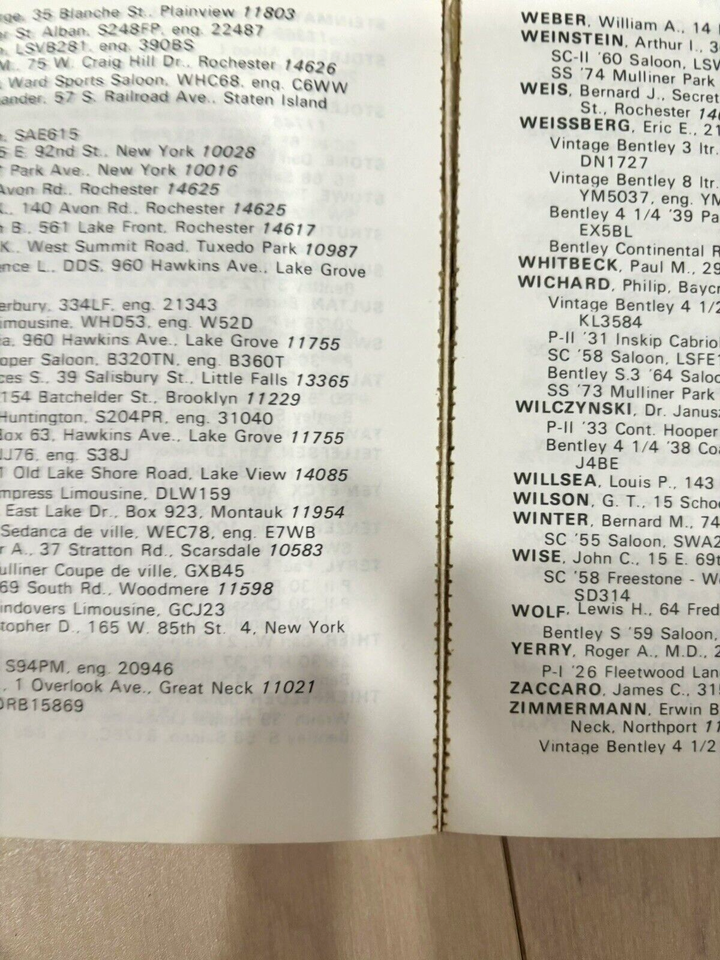 rge, 35 Blanche St., Plainview 11803
er St. Alban, S248FP, eng. 22487
n, LSVB281, eng. 390BS
M., 75 W. Craig Hill Dr., Rochester 14626
, Ward Sports Saloon, WHC68, eng. C6WW
ander, 57 S. Railroad Ave., Staten Island
n, SAE615
5 E. 92nd St., New York 10028
Park Ave., New York 10016
Avon Rd., Rochester 14625
, 140 Avon Rd., Rochester 14625
n B., 561 Lake Front, Rochester 14617
K., West Summit Road, Tuxedo Park 10987
ence L., DDS, 960 Hawkins Ave., Lake Grove
erbury, 334LF, eng. 21343
imousine, WHD53, eng. W52D
a, 960 Hawkins Ave., Lake Grove 11755
ooper Saloon, B320TN, eng. B360T
ces S., 39 Salisbury St., Little Falls 13365
154 Batchelder St., Brooklyn 11229
Huntington, S204PR, eng. 31040
Box 63, Hawkins Ave., Lake Grove 11755
NJ76, eng. S38J
1 Old Lake Shore Road, Lake View 14085
mpress Limousine, DLW159
East Lake Dr., Box 923, Montauk 11954
Sedanca de ville, WEC78, eng. E7WB
r A., 37 Stratton Rd., Scarsdale 10583
ulliner Coupe de ville, GXB45
69 South Rd., Woodmere 11598
indovers Limousine, GCJ23
topher D., 165 W. 85th St. 4, New York
S94PM, eng. 20946
, 1 Overlook Ave., Great Neck 11021
DRB15869
WEBER, William A., 14
WEINSTEIN, Arthur I., 3
SC-II '60 Saloon, LSW
SS '74 Mulliner Park
WEIS, Bernard J., Secret
St., Rochester 14
WEISSBERG, Eric E., 21
Vintage Bentley 3 ltr.
DN1727
Vintage Bentley 8 ltr.
YM5037, eng. YM
Bentley 4 1/4 '39 Pa
EX5BL
Bentley Continental R
WHITBECK, Paul M., 29
WICHARD, Philip, Baycr
Vintage Bentley 4 1/2
KL3584
P-II '31 Inskip Cabriol
SC '58 Saloon, LSFE1
Bentley S.3 '64 Saloo
SS '73 Mulliner Park
WILCZYNSKI, Dr. Janus
P-II '33 Cont. Hooper
Bentley 4 1/4 '38 Coa
J4BE
WILLSEA, Louis P., 143
WILSON, G. T., 15 Schoo
WINTER, Bernard M., 74
SC '55 Saloon, SWA2
WISE, John C., 15 E. 69t
SC '58 Freestone - We
SD314
WOLF, Lewis H., 64 Fred
Bentley S '59 Saloon,
YERRY, Roger A., M.D., 2
P-I '26 Fleetwood Lan
ZACCARO, James C., 315
ZIMMERMANN, Erwin B
Neck, Northport 11
Vintage Bentley 4 1/2